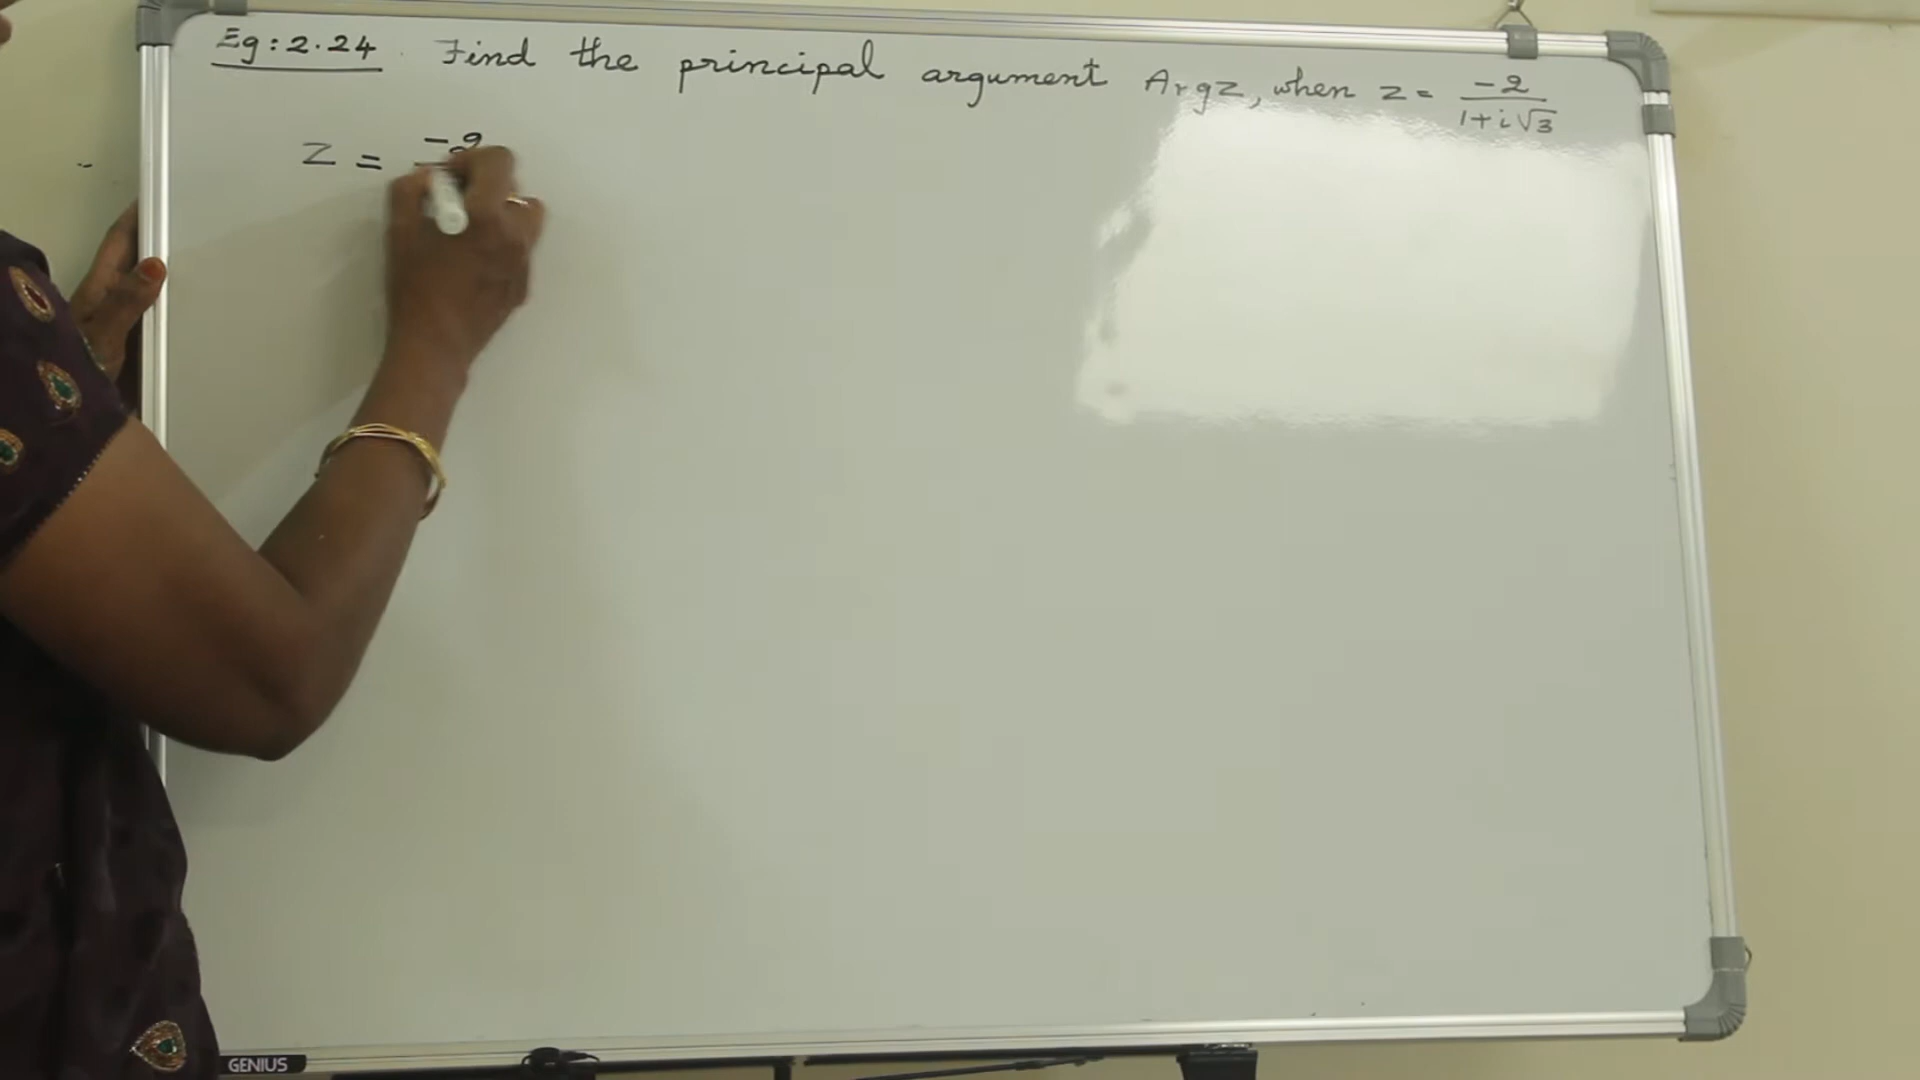 Eg: 2.24 Find the principal argument Arg z, when z = -2 / 1+i√3
z = -2
GENIUS